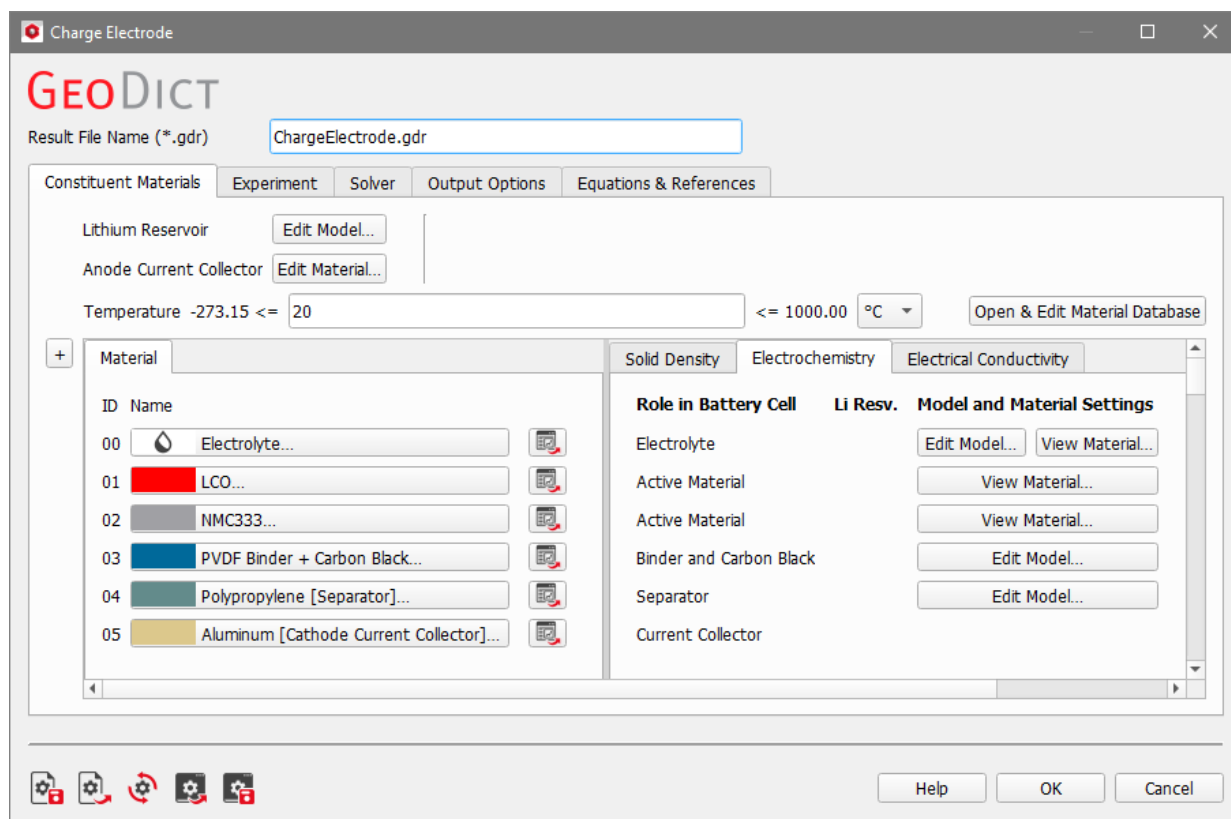 Charge Electrode
GEODICT
Result File Name (*.gdr) ChargeElectrode.gdr
Constituent Materials Experiment Solver Output Options Equations & References
Lithium Reservoir Edit Model...
Anode Current Collector Edit Material...
Temperature -273.15 <= 20 <= 1000.00 °C Open & Edit Material Database
+ Material Solid Density Electrochemistry Electrical Conductivity
ID Name Role in Battery Cell Li Resv. Model and Material Settings
00 Electrolyte... Electrolyte Edit Model... View Material...
01 LCO... Active Material View Material...
02 NMC333... Active Material View Material...
03 PVDF Binder + Carbon Black... Binder and Carbon Black Edit Model...
04 Polypropylene [Separator]... Separator Edit Model...
05 Aluminum [Cathode Current Collector]... Current Collector
Help OK Cancel